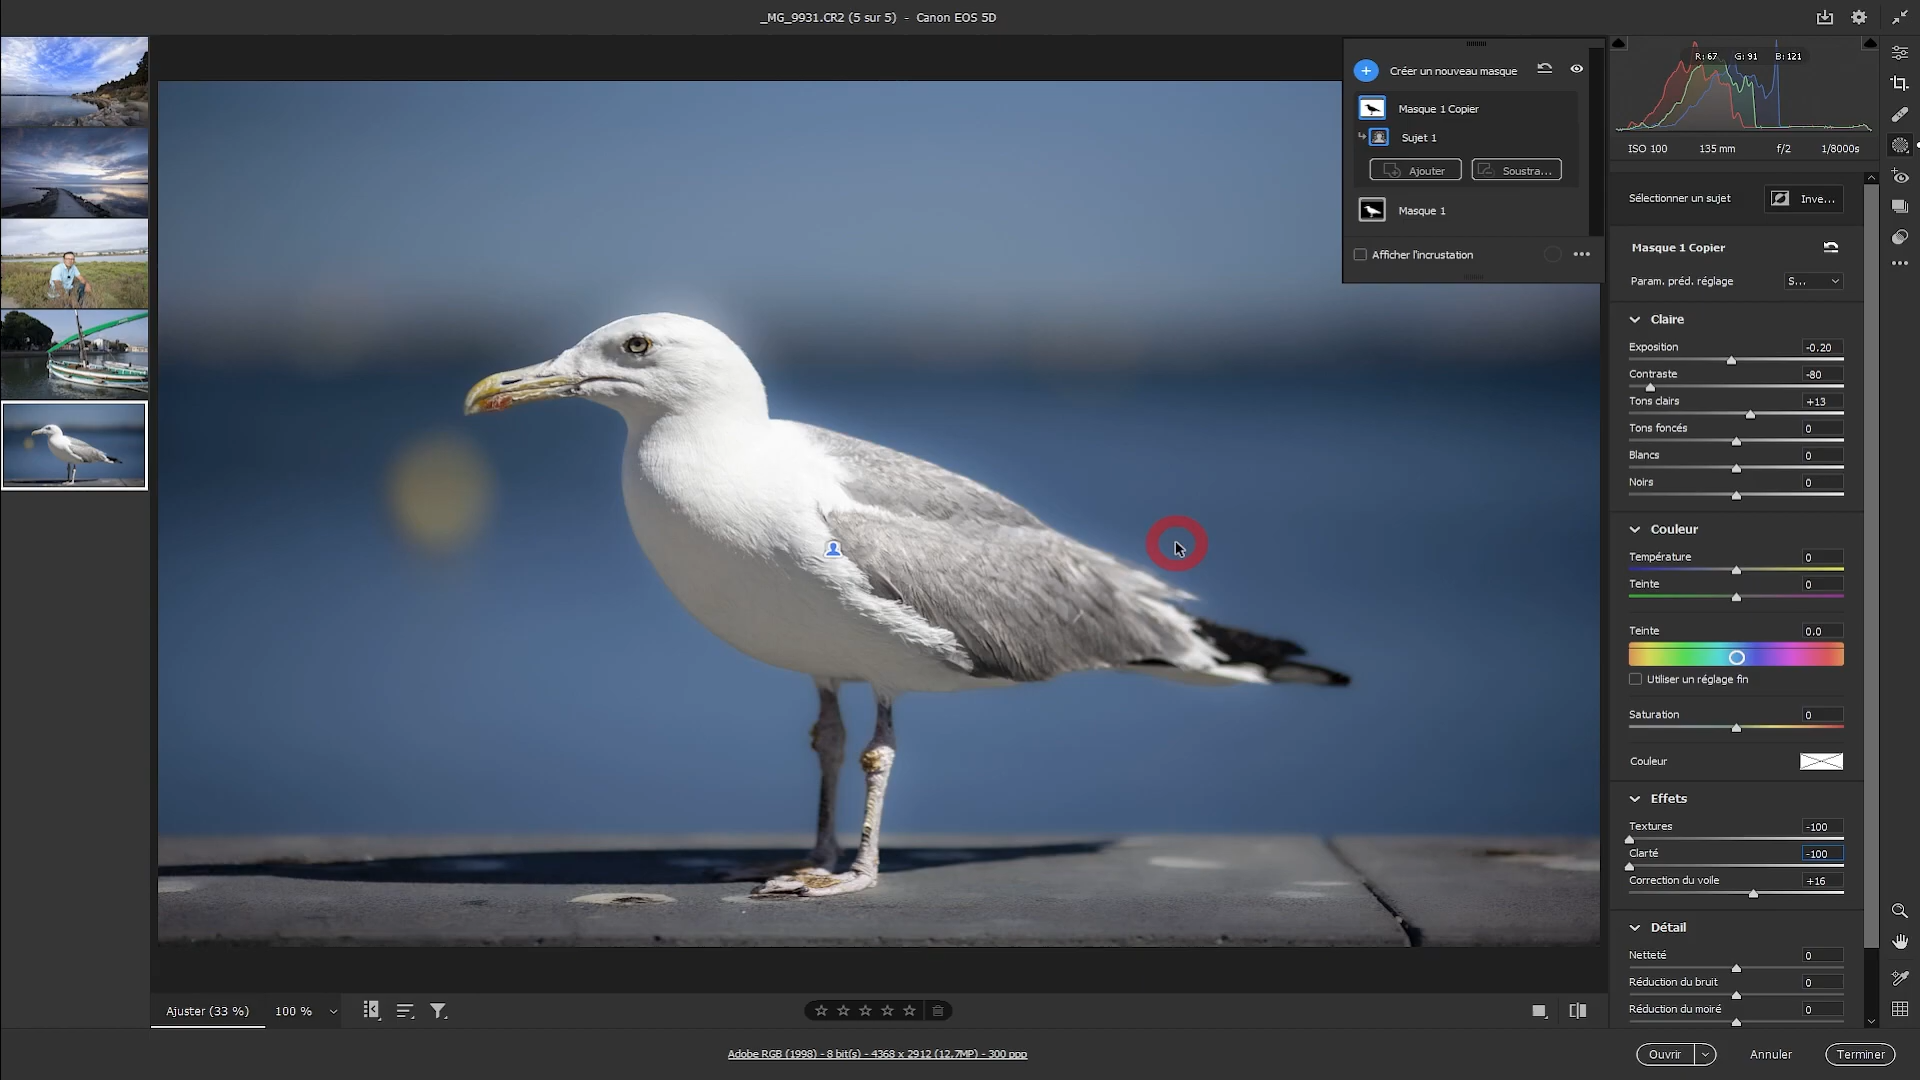 _MG_9931.CR2 (5 sur 5) - Canon EOS 5D
Créer un nouveau masque
Masque 1 Copier
Sujet 1
Ajouter
Soustra...
Masque 1
Afficher l'incrustation
R: 67 G: 91 B: 121
ISO 100 135 mm f/2 1/8000s
Sélectionner un sujet
Inve...
Masque 1 Copier
Param. préd. réglage
S...
Claire
Exposition -0.20
Contraste -80
Tons clairs +13
Tons foncés 0
Blancs 0
Noirs 0
Couleur
Température 0
Teinte 0
Teinte 0.0
Utiliser un réglage fin
Saturation 0
Couleur
Effets
Textures -100
Clarté -100
Correction du voile +16
Détail
Netteté 0
Réduction du bruit 0
Réduction du moiré 0
Ajuster (33 %)
100 %
Adobe RGB (1998) - 8 bit(s) - 4368 x 2912 (12,7MP) - 300 ppp
Ouvrir
Annuler
Terminer